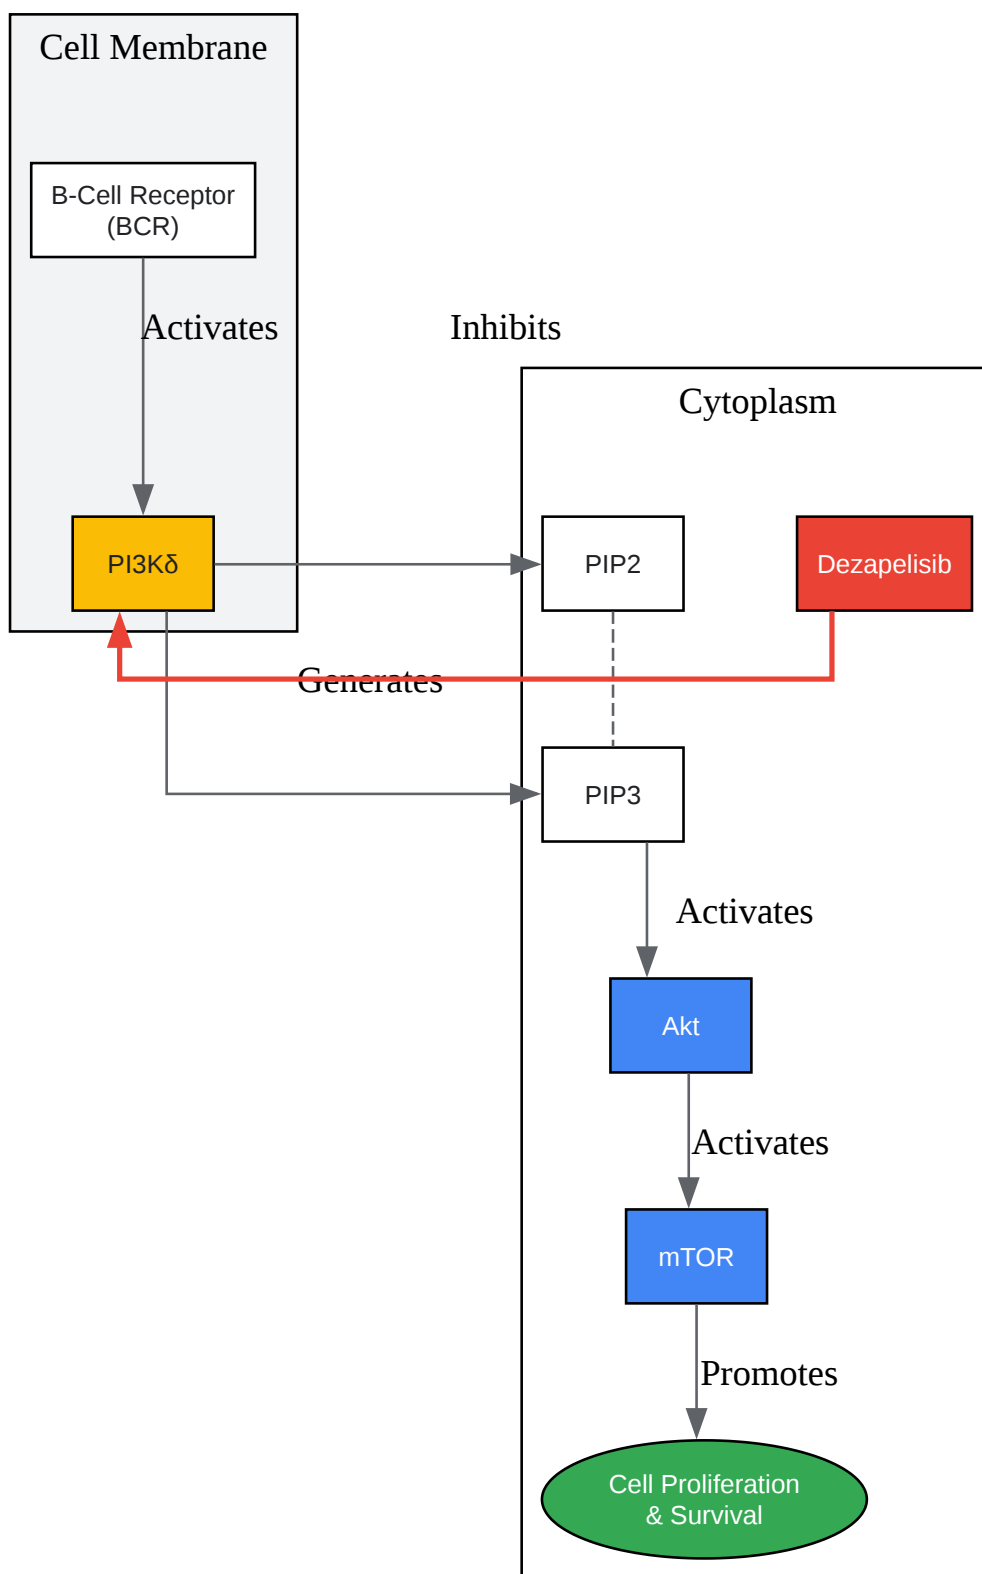 Cell Membrane
B-Cell Receptor
(BCR)
Activates
Inhibits
Cytoplasm
PI3Kδ
PIP2
Dezapelisib
Generates
PIP3
Activates
Akt
Activates
mTOR
Promotes
Cell Proliferation
& Survival